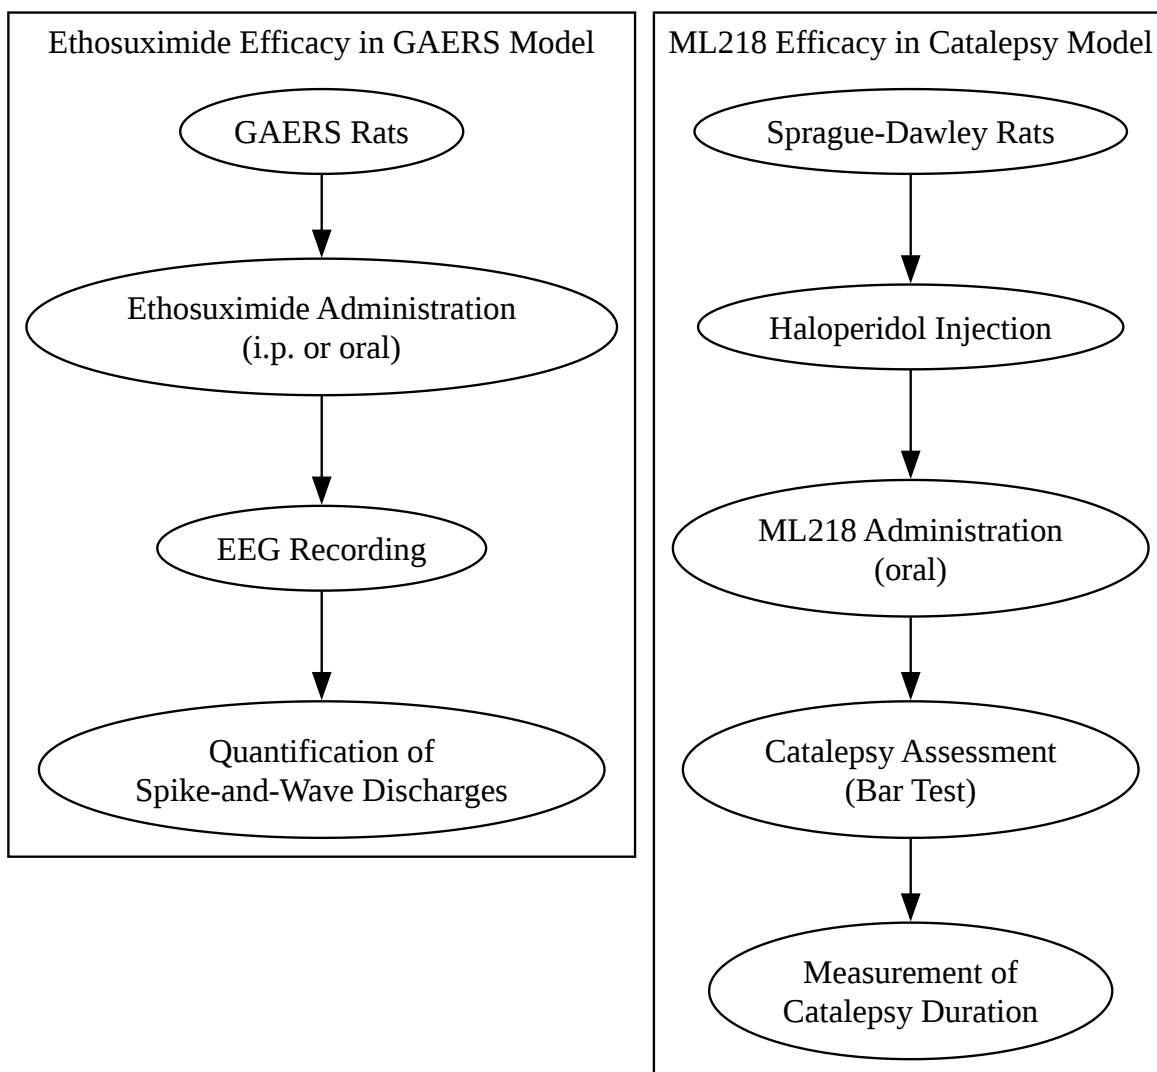 Ethosuximide Efficacy in GAERS Model
GAERS Rats
Ethosuximide Administration
(i.p. or oral)
EEG Recording
Quantification of
Spike-and-Wave Discharges
ML218 Efficacy in Catalepsy Model
Sprague-Dawley Rats
Haloperidol Injection
ML218 Administration
(oral)
Catalepsy Assessment
(Bar Test)
Measurement of
Catalepsy Duration